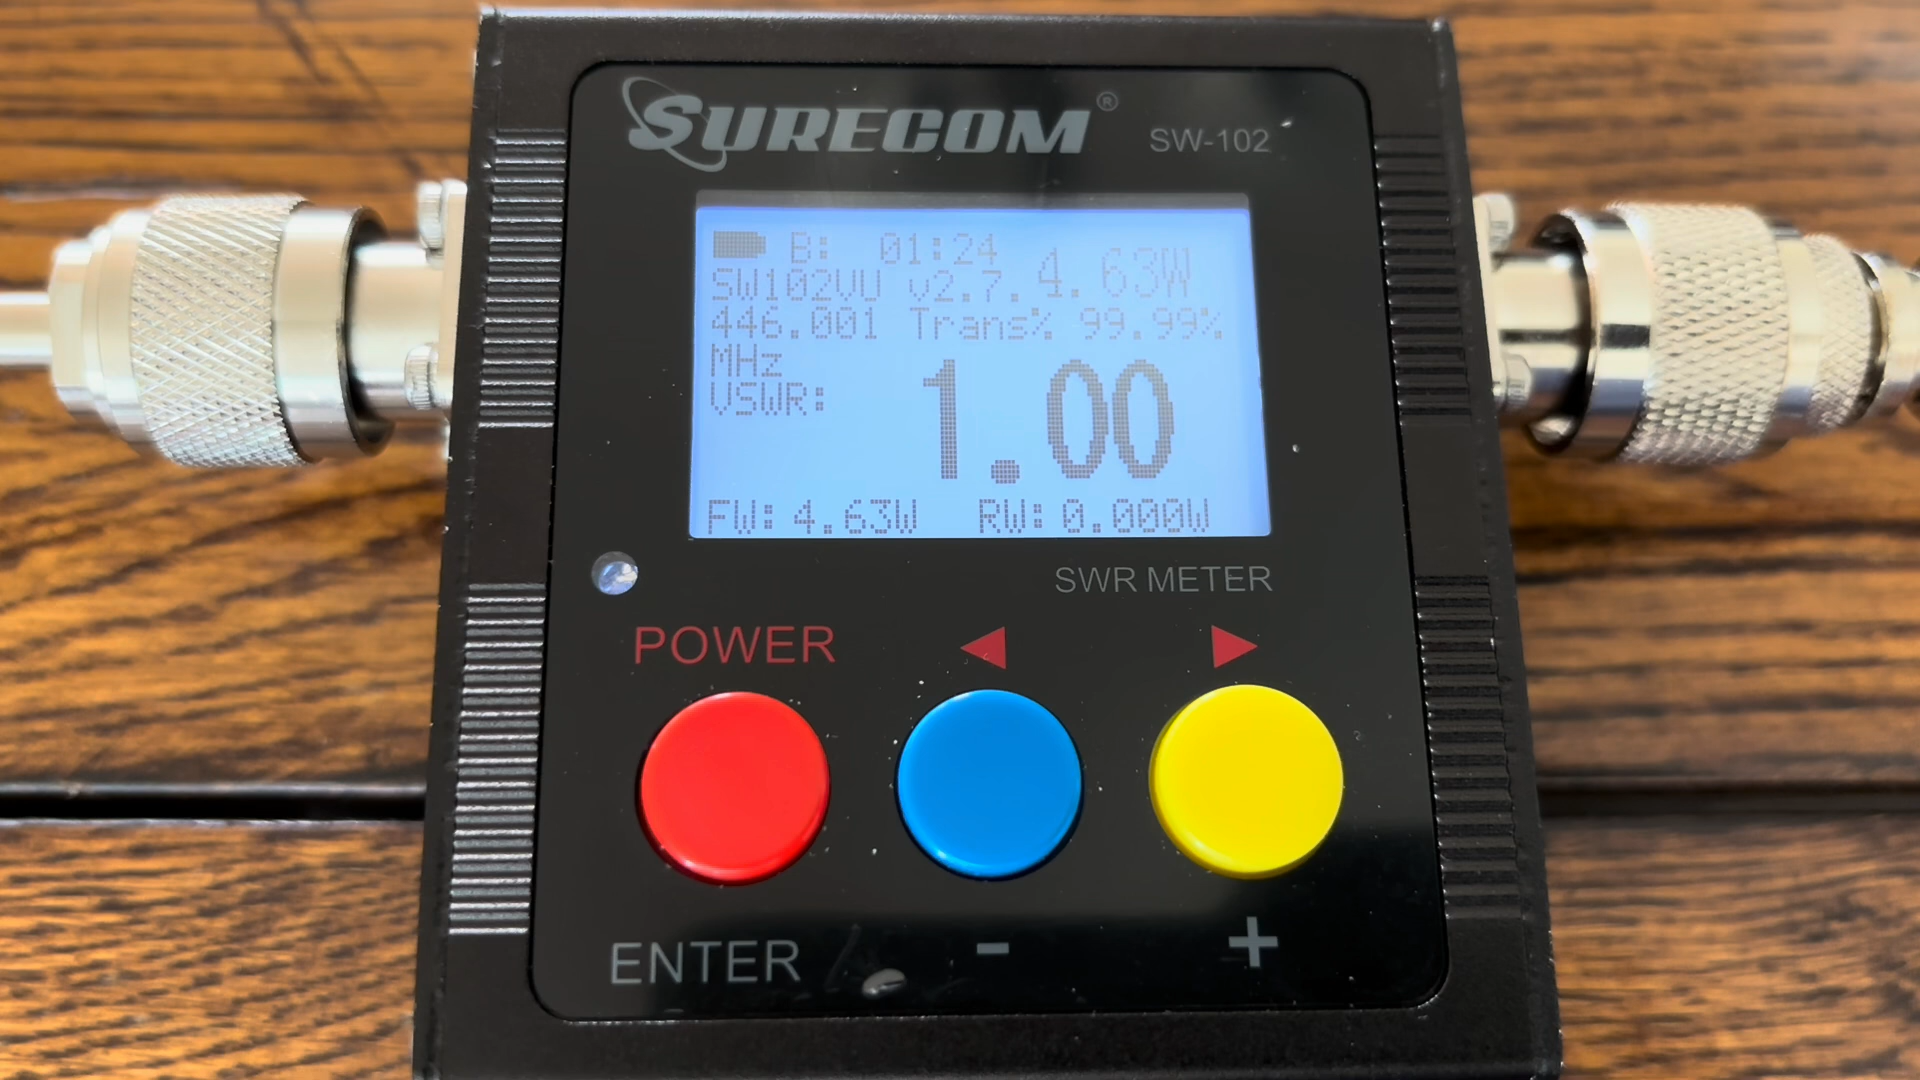 SURECOM®
SW-102
B: 01:24
4.63W
SW102VU v2.7.
446.001 Trans% 99.99%
MHz
VSWR: 1.00
FW:4.63W RW:0.000W
SWR METER
POWER
ENTER - +